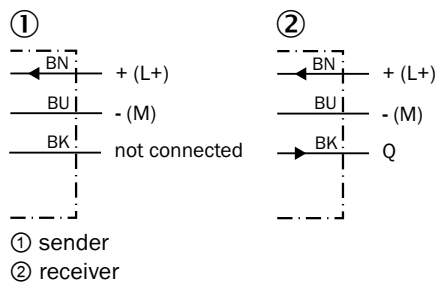 ① ②
BN + (L+) BN + (L+)
BU - (M) BU - (M)
BK not connected BK Q
① sender
② receiver